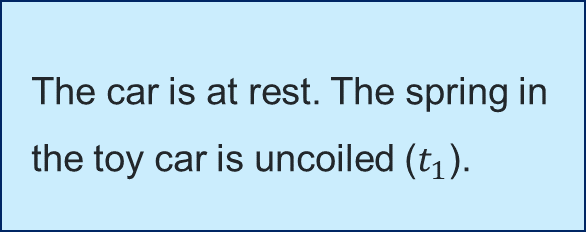 The car is at rest. The spring in
the toy car is uncoiled (𝑡₁).